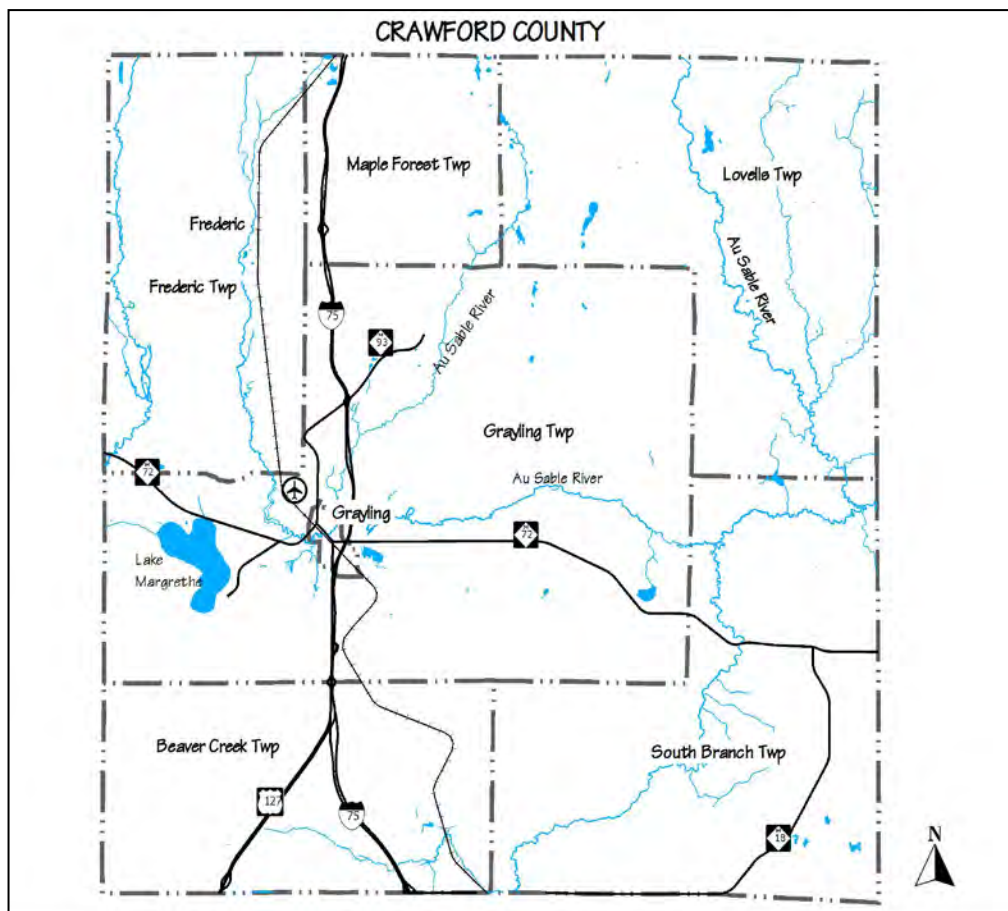 CRAWFORD COUNTY
Maple Forest Twp
Lovells Twp
Frederic
Au Sable River
Frederic Twp
75
Au Sable River
93
Grayling Twp
M
72
Au Sable River
Grayling
72
Lake
Margrethe
Beaver Creek Twp
South Branch Twp
127
75
18
N